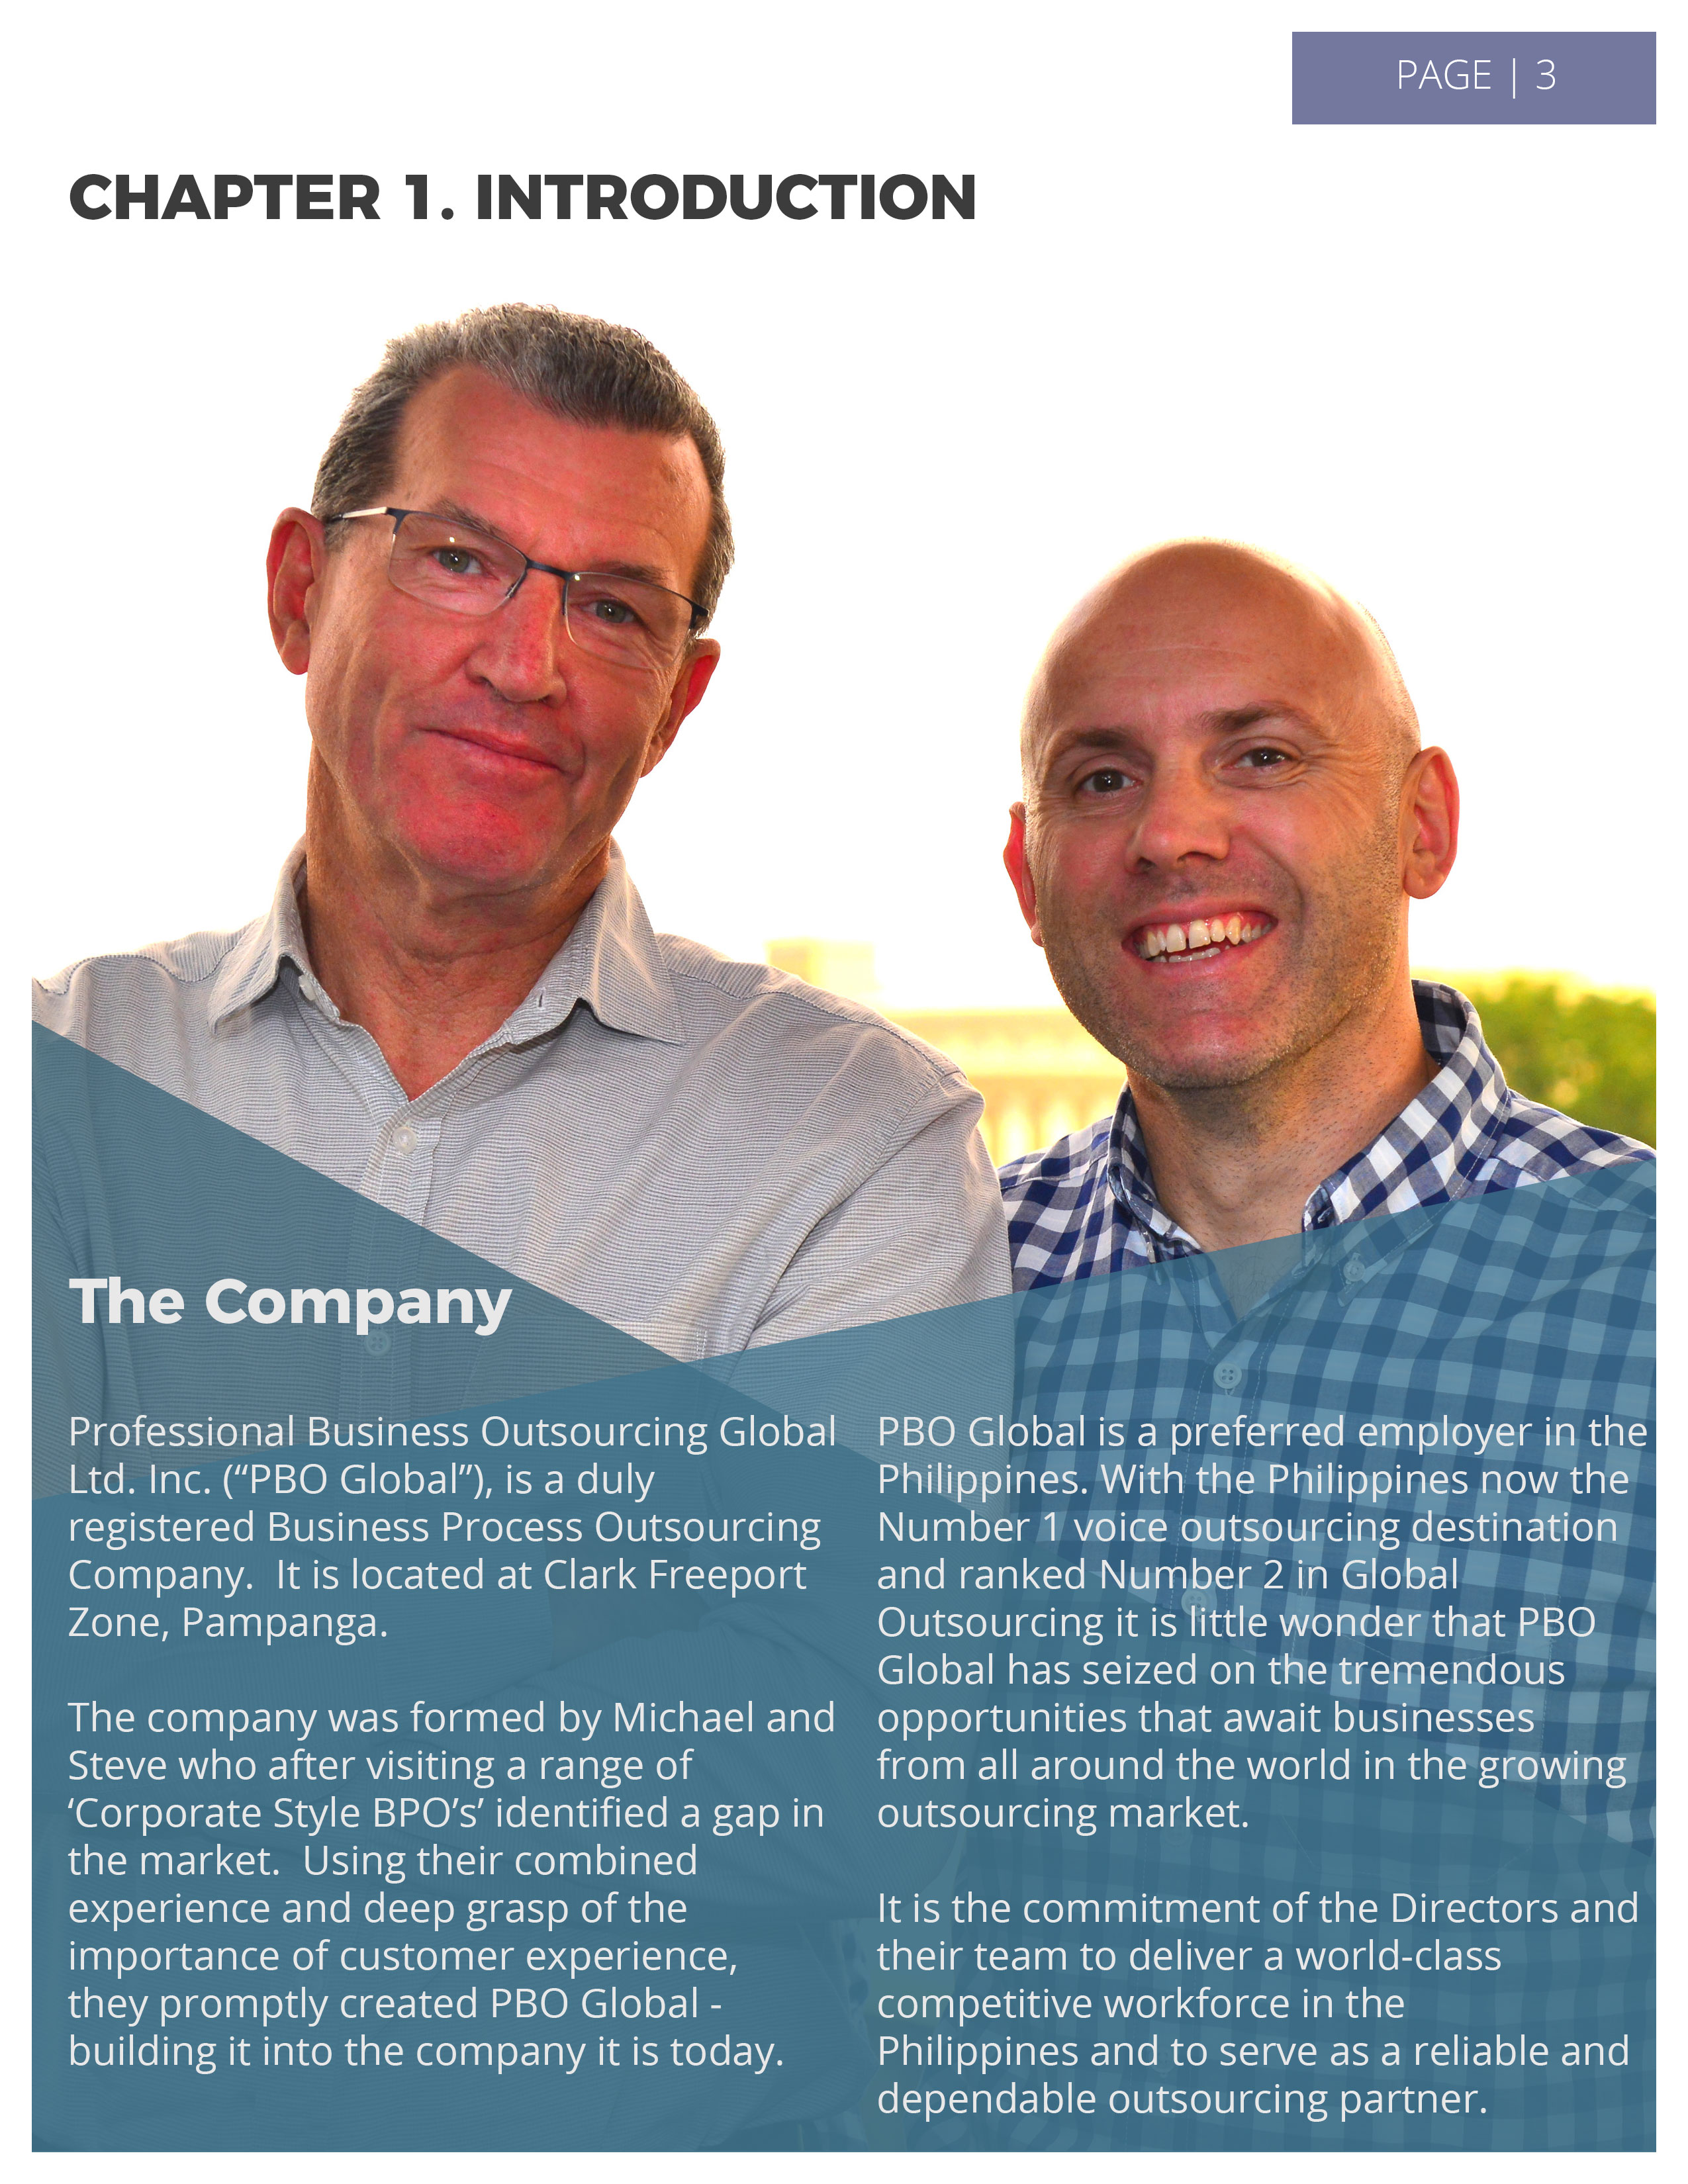 PAGE | 3
CHAPTER 1. INTRODUCTION
The Company
Professional Business Outsourcing Global
Ltd. Inc. (“PBO Global”), is a duly
registered Business Process Outsourcing
Company.  It is located at Clark Freeport
Zone, Pampanga.
The company was formed by Michael and
Steve who after visiting a range of
‘Corporate Style BPO’s’ identified a gap in
the market.  Using their combined
experience and deep grasp of the
importance of customer experience,
they promptly created PBO Global -
building it into the company it is today.
PBO Global is a preferred employer in the
Philippines. With the Philippines now the
Number 1 voice outsourcing destination
and ranked Number 2 in Global
Outsourcing it is little wonder that PBO
Global has seized on the tremendous
opportunities that await businesses
from all around the world in the growing
outsourcing market.
It is the commitment of the Directors and
their team to deliver a world-class
competitive workforce in the
Philippines and to serve as a reliable and
dependable outsourcing partner.